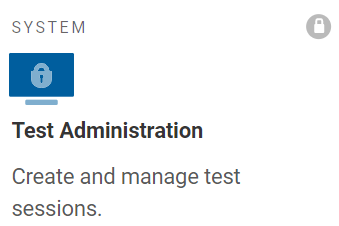 SYSTEM
Test Administration
Create and manage test
sessions.